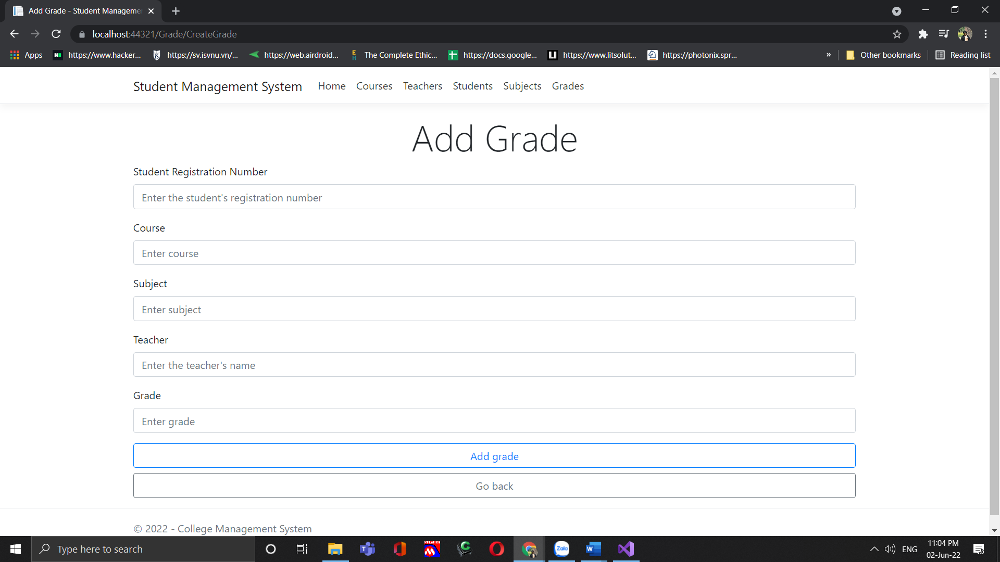 Add Grade - Student Manageme
localhost:44321/Grade/CreateGrade
Apps
https://www.hacker...
https://sv.isvnu.vn/...
https://web.airdroid...
The Complete Ethic...
https://docs.google...
https://www.litsolut...
https://photonix.spr...
»
Other bookmarks
Reading list
Student Management System
Home Courses Teachers Students Subjects Grades
Add Grade
Student Registration Number
Enter the student's registration number
Course
Enter course
Subject
Enter subject
Teacher
Enter the teacher's name
Grade
Enter grade
Add grade
Go back
© 2022 - College Management System
Type here to search
Zalo
ENG
11:04 PM
02-Jun-22